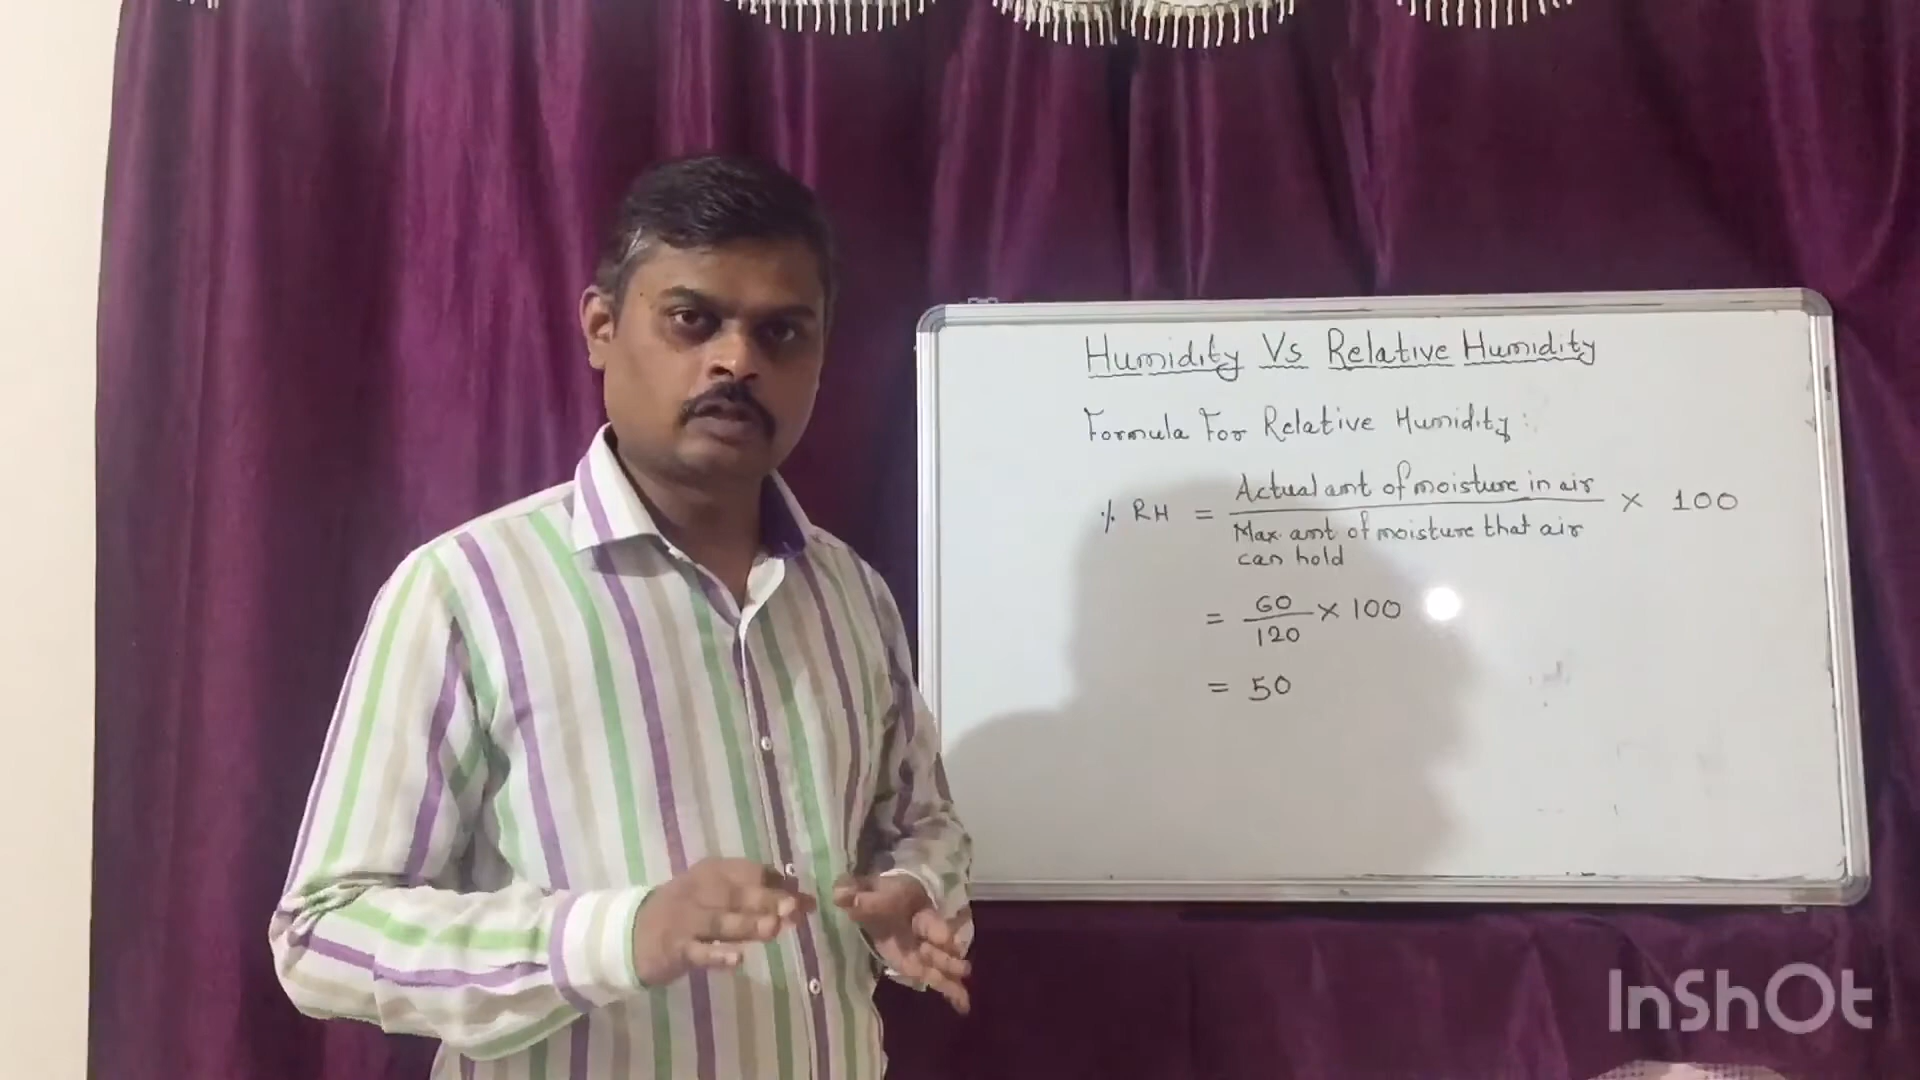 Humidity Vs Relative Humidity
Formula For Relative Humidity :
% RH = Actual amt of moisture in air × 100
Max. amt of moisture that air
can hold
= 60 × 100
120
= 50
InShOt